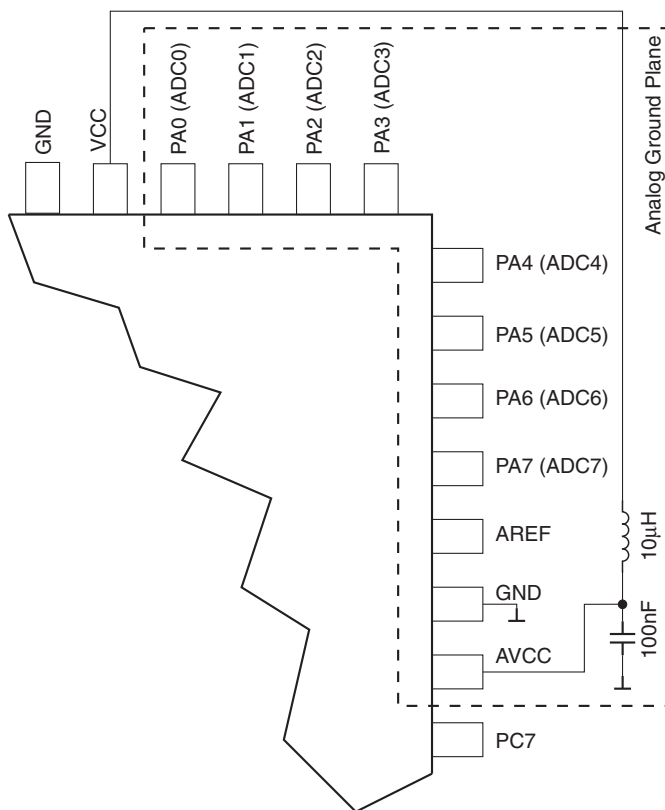 GND
VCC
PA0 (ADC0)
PA1 (ADC1)
PA2 (ADC2)
PA3 (ADC3)
Analog Ground Plane
PA4 (ADC4)
PA5 (ADC5)
PA6 (ADC6)
PA7 (ADC7)
AREF
10µH
GND
AVCC
100nF
PC7